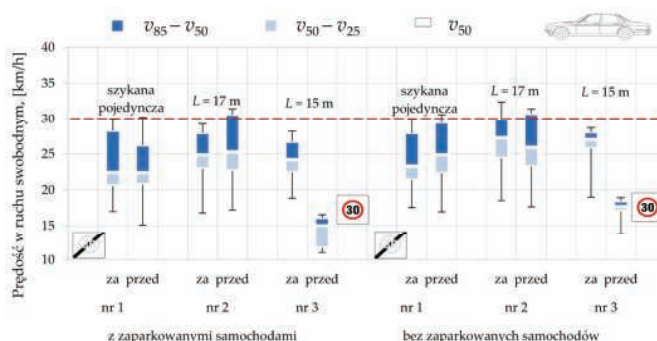 v₈₅ – v₅₀ v₅₀ – v₂₅ v₅₀
Prędość w ruchu swobodnym, [km/h]
40
35
30
25
20
15
10
szykana
pojedyncza
L = 17 m
L = 15 m
szykana
pojedyncza
L = 17 m
L = 15 m
30
30
za przed za przed za przed za przed za przed za przed
nr 1 nr 2 nr 3 nr 1 nr 2 nr 3
z zaparkowanymi samochodami bez zaparkowanych samochodów